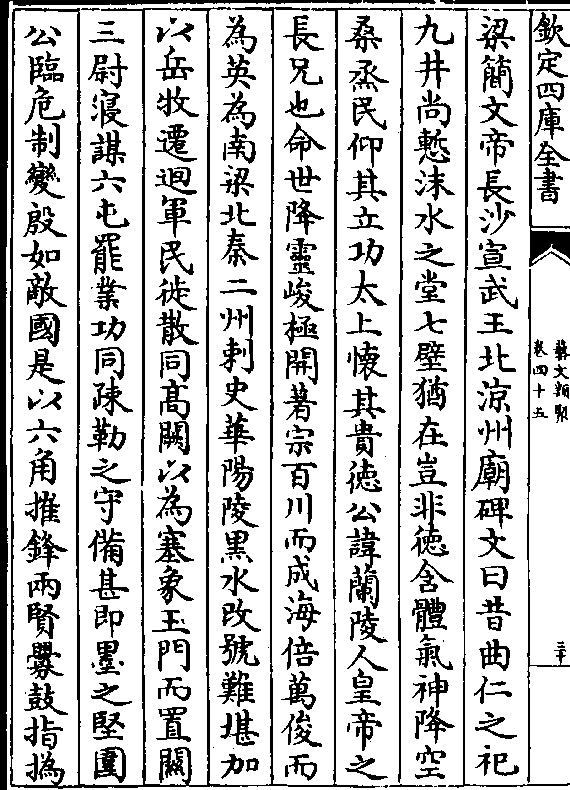 欽定四庫全書
藝文類聚
卷四十五
二十
梁簡文帝長沙宣武王北涼州廟碑文曰昔曲仁之祀
九井尚慙沫水之堂七壁猶在豈非徳含體氣神降空
桑烝民仰其立功太上懐其貴徳公諱蘭陵人皇帝之
長兄也命世降靈峻極開著宗百川而成海倍萬俊而
為英為南梁北秦二州刺史華陽陵黒水改號難堪加
以岳牧遷迴軍民徙散同髙闕以為塞象玉門而置關
三尉寝謀六屯罷業功同疎勒之守備甚即墨之堅圍
公臨危制變殷如敵國是以六角摧鋒兩賢釁鼓指撝